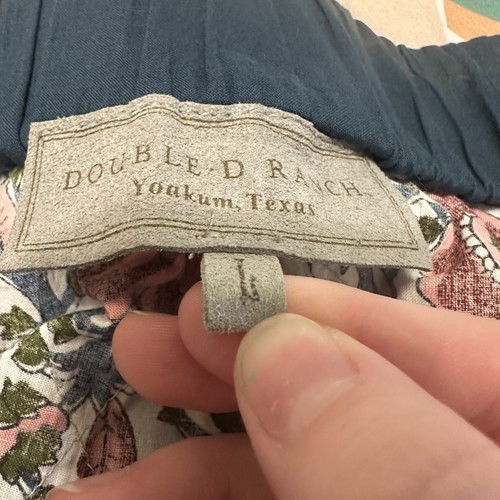 DOUBLE·D RANCH
Yoakum, Texas
L